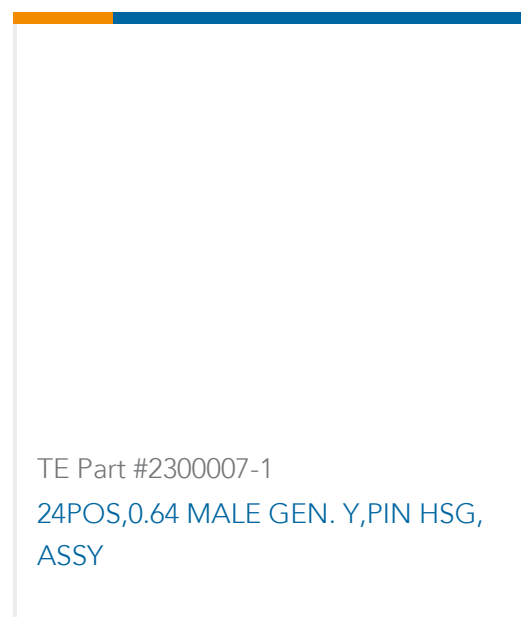 TE Part #2300007-1
24POS,0.64 MALE GEN. Y,PIN HSG,
ASSY